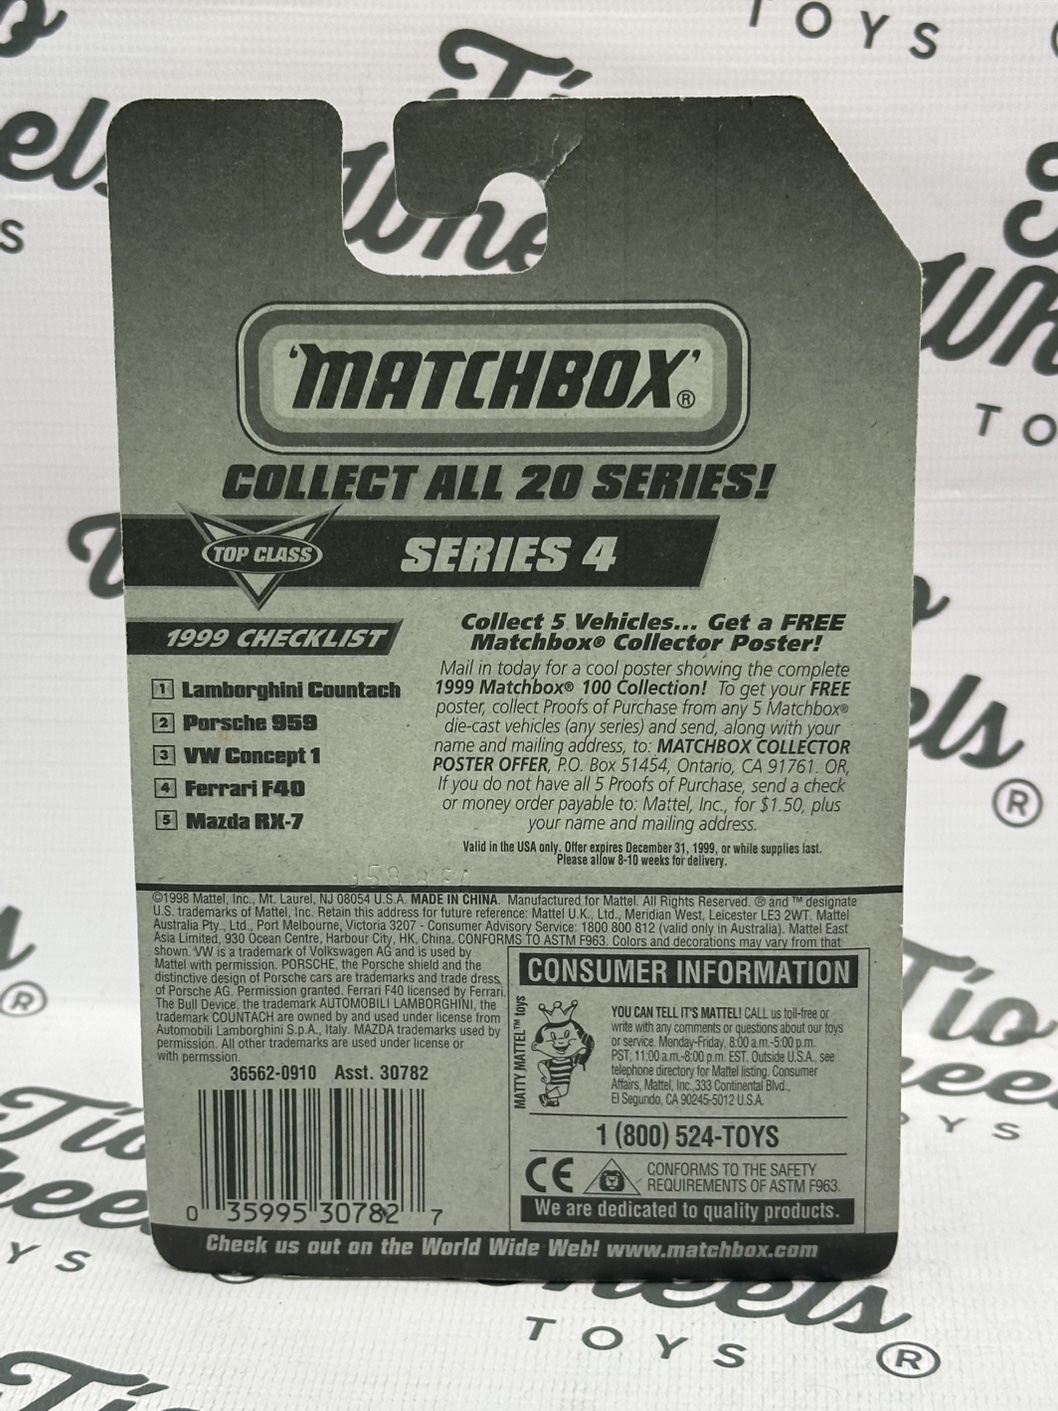 TOYS
'MATCHBOX'®
COLLECT ALL 20 SERIES!
TOP CLASS
SERIES 4
1999 CHECKLIST
1 Lamborghini Countach
2 Porsche 959
3 VW Concept 1
4 Ferrari F40
5 Mazda RX-7
Collect 5 Vehicles... Get a FREE
Matchbox® Collector Poster!
Mail in today for a cool poster showing the complete
1999 Matchbox® 100 Collection! To get your FREE
poster, collect Proofs of Purchase from any 5 Matchbox®
die-cast vehicles (any series) and send, along with your
name and mailing address, to: MATCHBOX COLLECTOR
POSTER OFFER, P.O. Box 51454, Ontario, CA 91761. OR,
If you do not have all 5 Proofs of Purchase, send a check
or money order payable to: Mattel, Inc., for $1.50, plus
your name and mailing address.
Valid in the USA only. Offer expires December 31, 1999, or while supplies last.
Please allow 8-10 weeks for delivery.
©1998 Mattel, Inc., Mt. Laurel, NJ 08054 U.S.A. MADE IN CHINA. Manufactured for Mattel. All Rights Reserved. ® and ™ designate
U.S. trademarks of Mattel, Inc. Retain this address for future reference: Mattel U.K., Ltd., Meridian West, Leicester LE3 2WT. Mattel
Australia Pty., Ltd., Port Melbourne, Victoria 3207 - Consumer Advisory Service: 1800 800 812 (valid only in Australia). Mattel East
Asia Limited, 930 Ocean Centre, Harbour City, HK, China. CONFORMS TO ASTM F963. Colors and decorations may vary from that
shown. VW is a trademark of Volkswagen AG and is used by
Mattel with permission. PORSCHE, the Porsche shield and the
distinctive design of Porsche cars are trademarks and trade dress
of Porsche AG. Permission granted. Ferrari F40 licensed by Ferrari.
The Bull Device, the trademark AUTOMOBILI LAMBORGHINI, the
trademark COUNTACH are owned by and used under license from
Automobili Lamborghini S.p.A., Italy. MAZDA trademarks used by
permission. All other trademarks are used under license or
with permssion.
36562-0910 Asst. 30782
0 35995 30782 7
CONSUMER INFORMATION
MATTY MATTEL™ toys
YOU CAN TELL IT'S MATTEL! CALL us toll-free or
write with any comments or questions about our toys
or service. Monday-Friday, 8:00 a.m.-5:00 p.m.
PST; 11:00 a.m.-8:00 p.m. EST. Outside U.S.A., see
telephone directory for Mattel listing. Consumer
Affairs, Mattel, Inc.,333 Continental Blvd.,
El Segundo, CA 90245-5012 U.S.A.
1 (800) 524-TOYS
CE
CONFORMS TO THE SAFETY
REQUIREMENTS OF ASTM F963.
We are dedicated to quality products.
Check us out on the World Wide Web! www.matchbox.com
TOYS ®